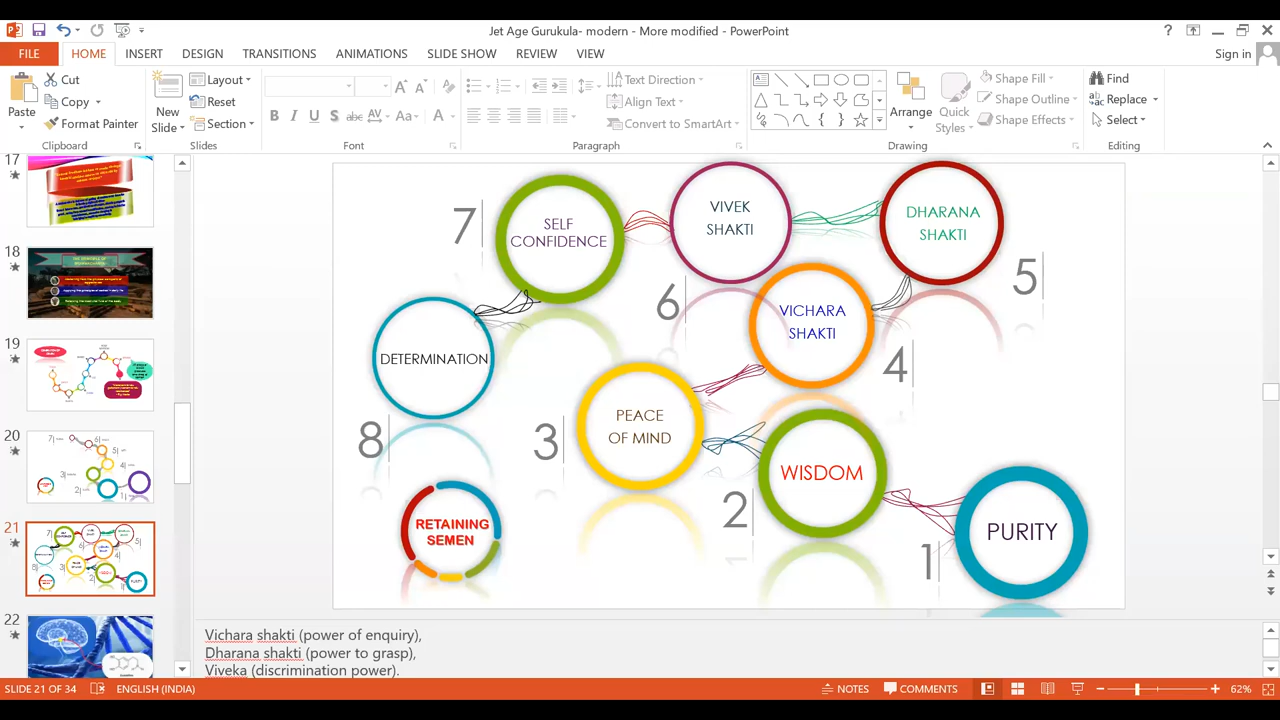 Jet Age Gurukula- modern - More modified - PowerPoint
FILE HOME INSERT DESIGN TRANSITIONS ANIMATIONS SLIDE SHOW REVIEW VIEW Sign in
Paste
Cut
Copy
Format Painter
Clipboard
New
Slide
Layout
Reset
Section
Slides
B I U S abc AV Aa A
Font
Text Direction
Align Text
Convert to SmartArt
Paragraph
Arrange
Quick
Styles
Shape Fill
Shape Outline
Shape Effects
Drawing
Find
Replace
Select
Editing
17
18
19
20
21
22
7
SELF
CONFIDENCE
VIVEK
SHAKTI
6
DHARANA
SHAKTI
5
VICHARA
SHAKTI
4
DETERMINATION
8
PEACE
OF MIND
3
WISDOM
2
PURITY
1
RETAINING
SEMEN
Vichara shakti (power of enquiry),
Dharana shakti (power to grasp),
Viveka (discrimination power).
SLIDE 21 OF 34 ENGLISH (INDIA) NOTES COMMENTS 62%